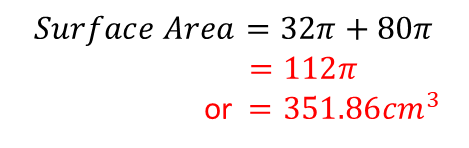 Surface Area = 32π + 80π
= 112π
or = 351.86cm³